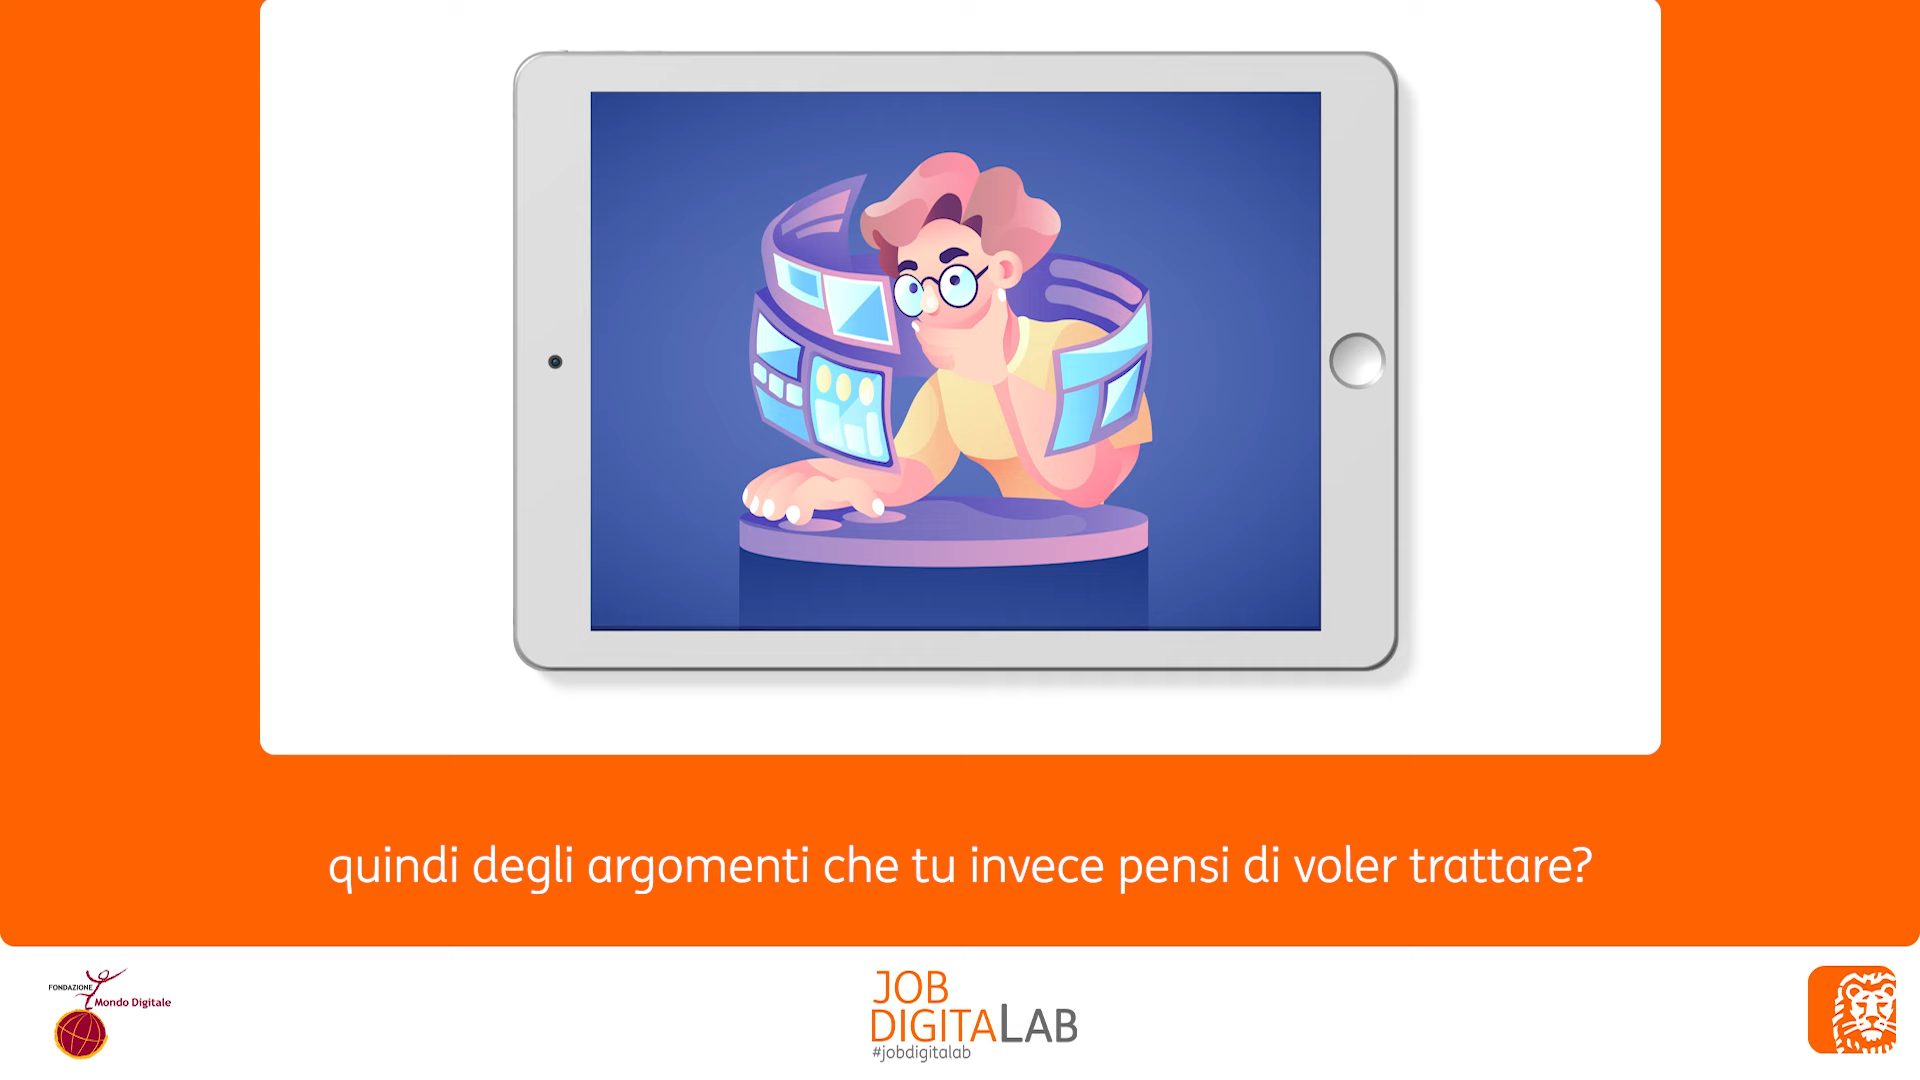 quindi degli argomenti che tu invece pensi di voler trattare?
FONDAZIONE
Mondo Digitale
JOB
DIGITALAB
#jobdigitalab